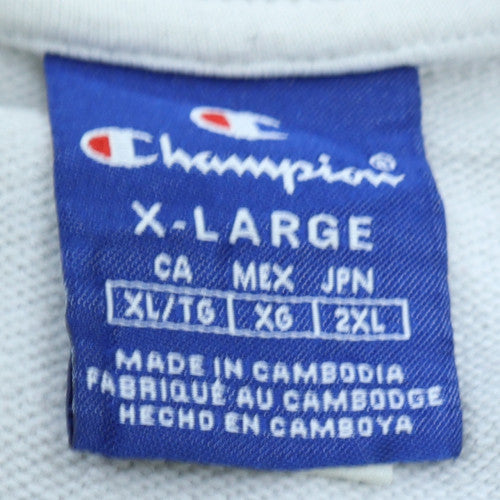 Champion®
X-LARGE
CA MEX JPN
XL/TG XG 2XL
MADE IN CAMBODIA
FABRIQUÉ AU CAMBODGE
HECHO EN CAMBOYA